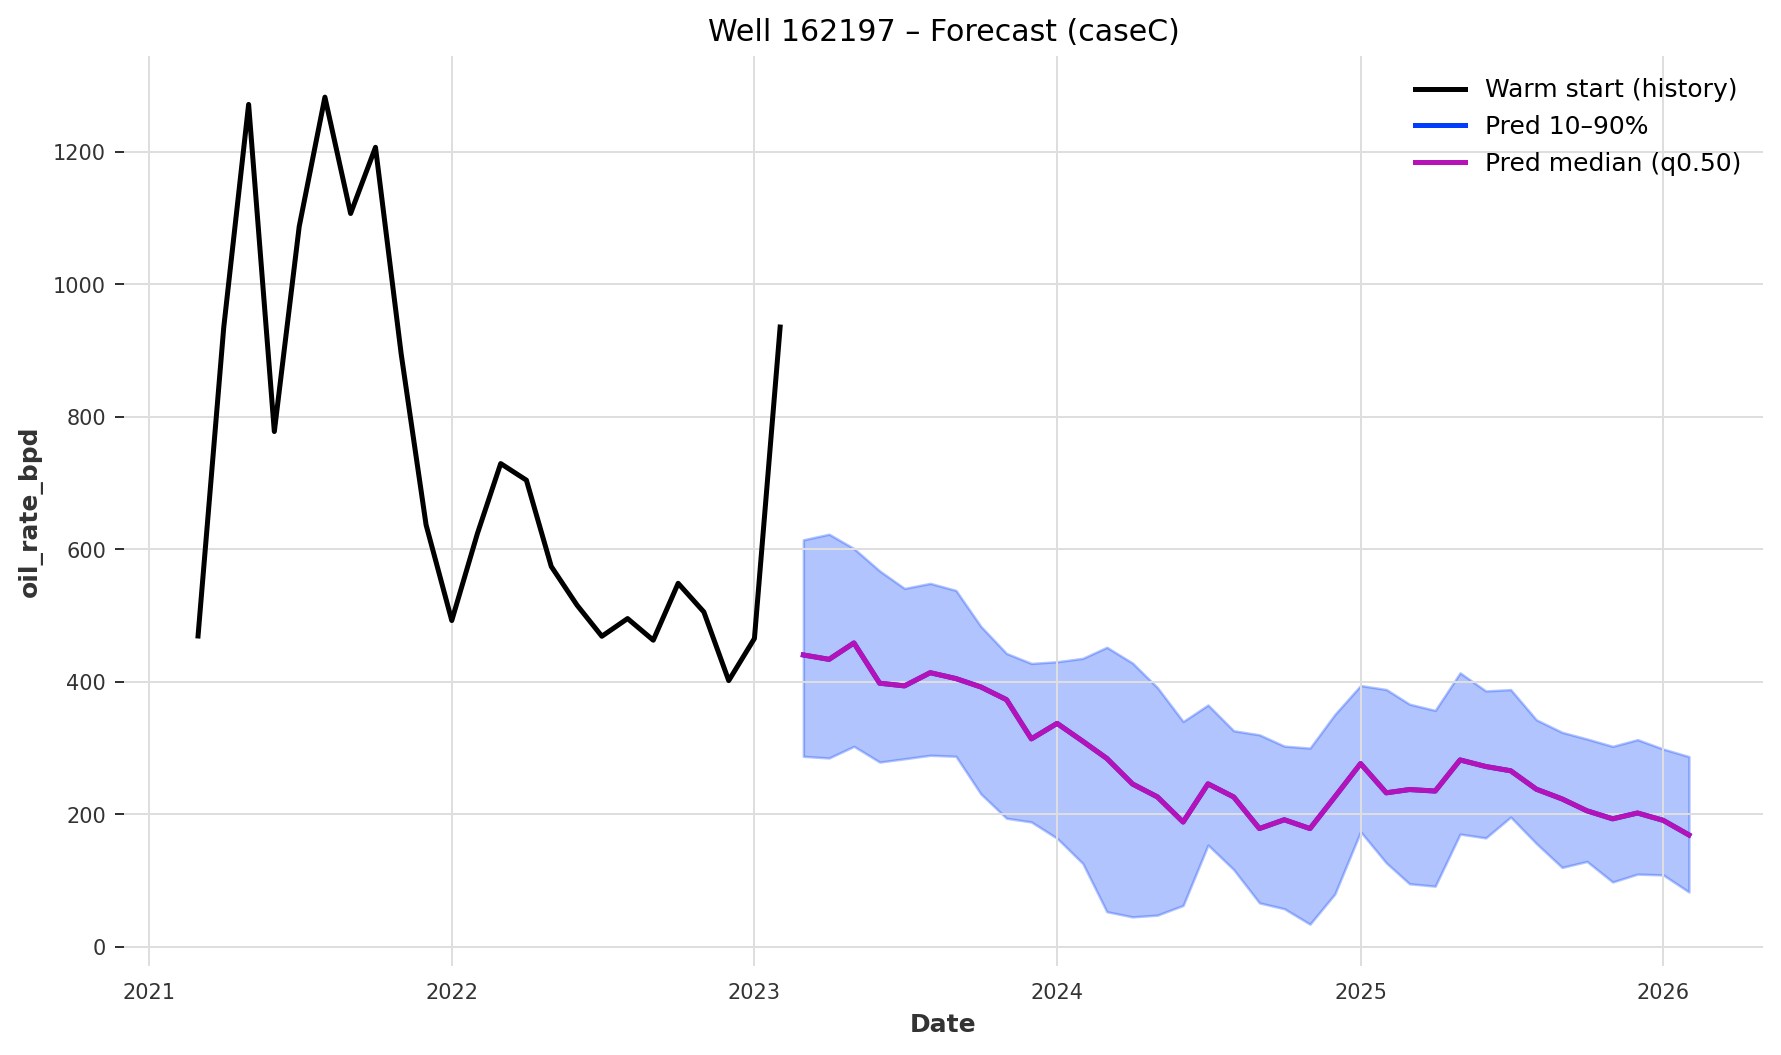 Well 162197 – Forecast (caseC)
Warm start (history)
Pred 10–90%
Pred median (q0.50)
oil_rate_bpd
1200
1000
800
600
400
200
0
2021 2022 2023 2024 2025 2026
Date